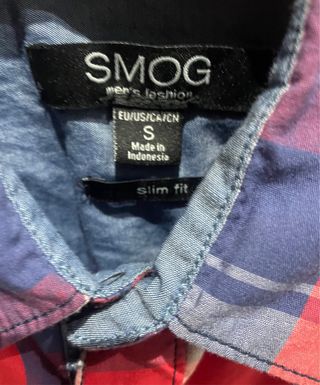 SMOG
men's fashion
EU/US/CA/CN
S
Made in
Indonesia
slim fit